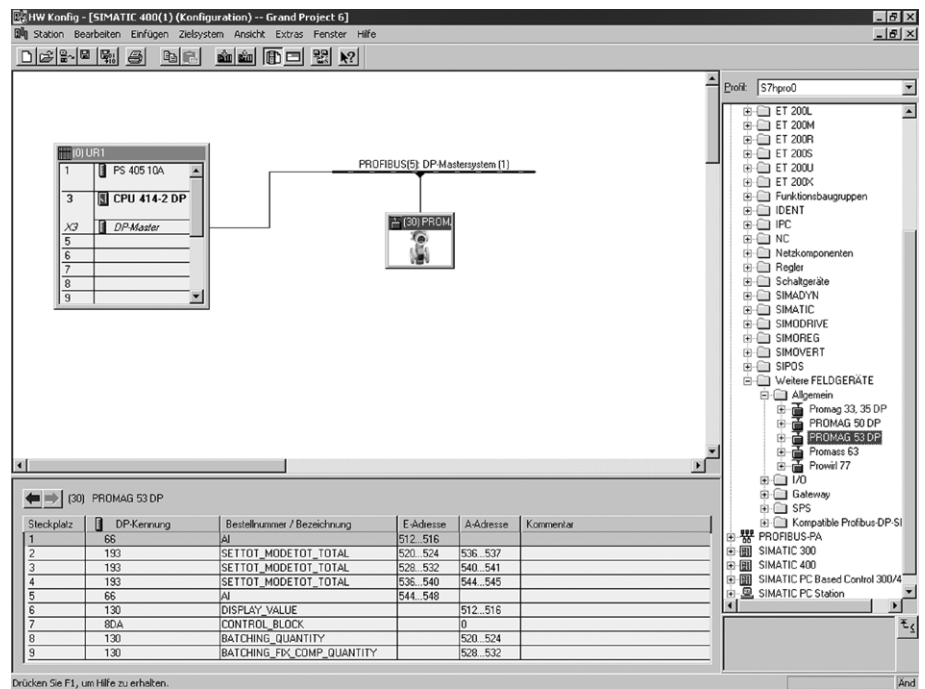 HW Konfig - [SIMATIC 400(1) (Konfiguration) -- Grand Project 6]
Station Bearbeiten Einfügen Zielsystem Ansicht Extras Fenster Hilfe
(0) UR1
1 PS 405 10A
3 CPU 414-2 DP
X3 DP-Master
5
6
7
8
9
PROFIBUS(5): DP-Mastersystem (1)
(30) PROM
Profil: S7hpro0
ET 200L
ET 200M
ET 200R
ET 200S
ET 200U
ET 200X
Funktionsbaugruppen
IDENT
IPC
NC
Netzkomponenten
Regler
Schaltgeräte
SIMADYN
SIMATIC
SIMODRIVE
SIMOREG
SIMOVERT
SIPOS
Weitere FELDGERÄTE
Allgemein
Promag 33, 35 DP
PROMAG 50 DP
PROMAG 53 DP
Promass 63
Prowirl 77
I/O
Gateway
SPS
Kompatible Profibus-DP-Sl
PROFIBUS-PA
SIMATIC 300
SIMATIC 400
SIMATIC PC Based Control 300/4
SIMATIC PC Station
(30) PROMAG 53 DP
Steckplatz DP-Kennung Bestellnummer / Bezeichnung E-Adresse A-Adresse Kommentar
1 66 AI 512...516
2 193 SETTOT_MODETOT_TOTAL 520...524 536...537
3 193 SETTOT_MODETOT_TOTAL 528...532 540...541
4 193 SETTOT_MODETOT_TOTAL 536...540 544...545
5 66 AI 544...548
6 130 DISPLAY_VALUE 512...516
7 8DA CONTROL_BLOCK 0
8 130 BATCHING_QUANTITY 520...524
9 130 BATCHING_FIX_COMP_QUANTITY 528...532
Drücken Sie F1, um Hilfe zu erhalten.
Änd